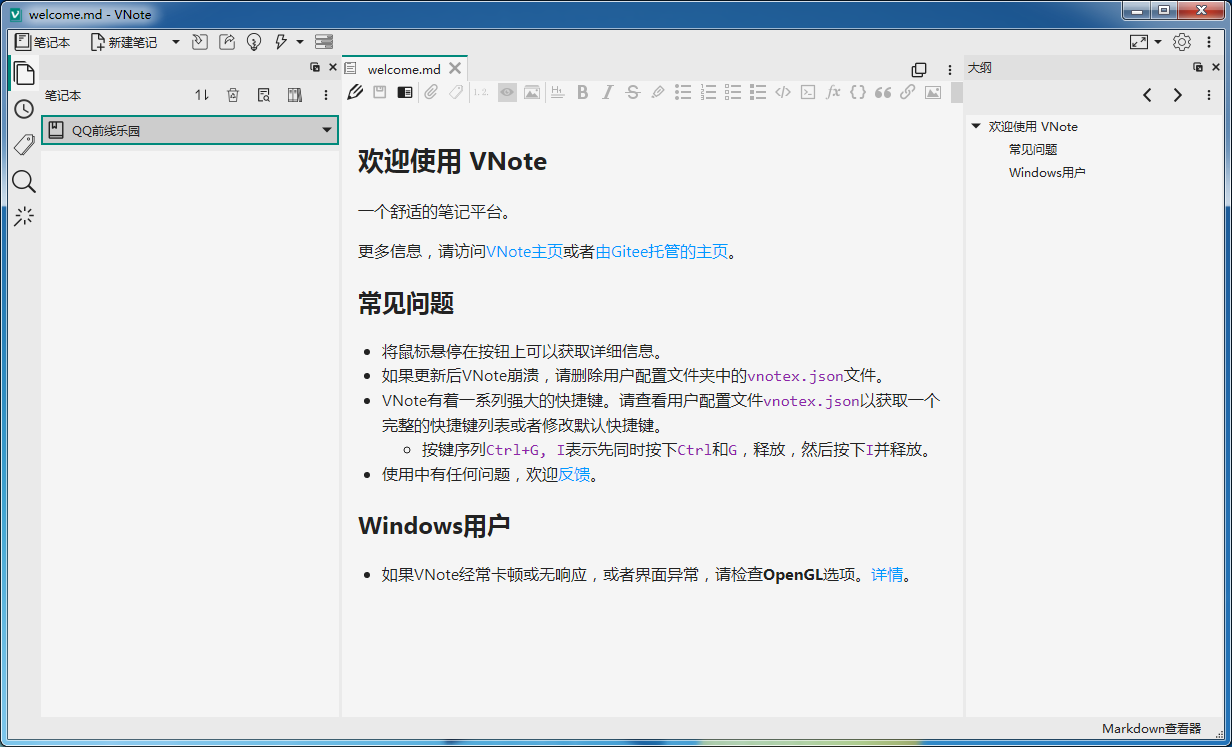 welcome.md - VNote
笔记本 新建笔记
welcome.md
大纲
笔记本
QQ前线乐园
欢迎使用 VNote
常见问题
Windows用户
欢迎使用 VNote
一个舒适的笔记平台。
更多信息，请访问VNote主页或者由Gitee托管的主页。
常见问题
将鼠标悬停在按钮上可以获取详细信息。
如果更新后VNote崩溃，请删除用户配置文件夹中的vnotex.json文件。
VNote有着一系列强大的快捷键。请查看用户配置文件vnotex.json以获取一个
完整的快捷键列表或者修改默认快捷键。
按键序列Ctrl+G, I表示先同时按下Ctrl和G，释放，然后按下I并释放。
使用中有任何问题，欢迎反馈。
Windows用户
如果VNote经常卡顿或无响应，或者界面异常，请检查OpenGL选项。详情。
Markdown查看器